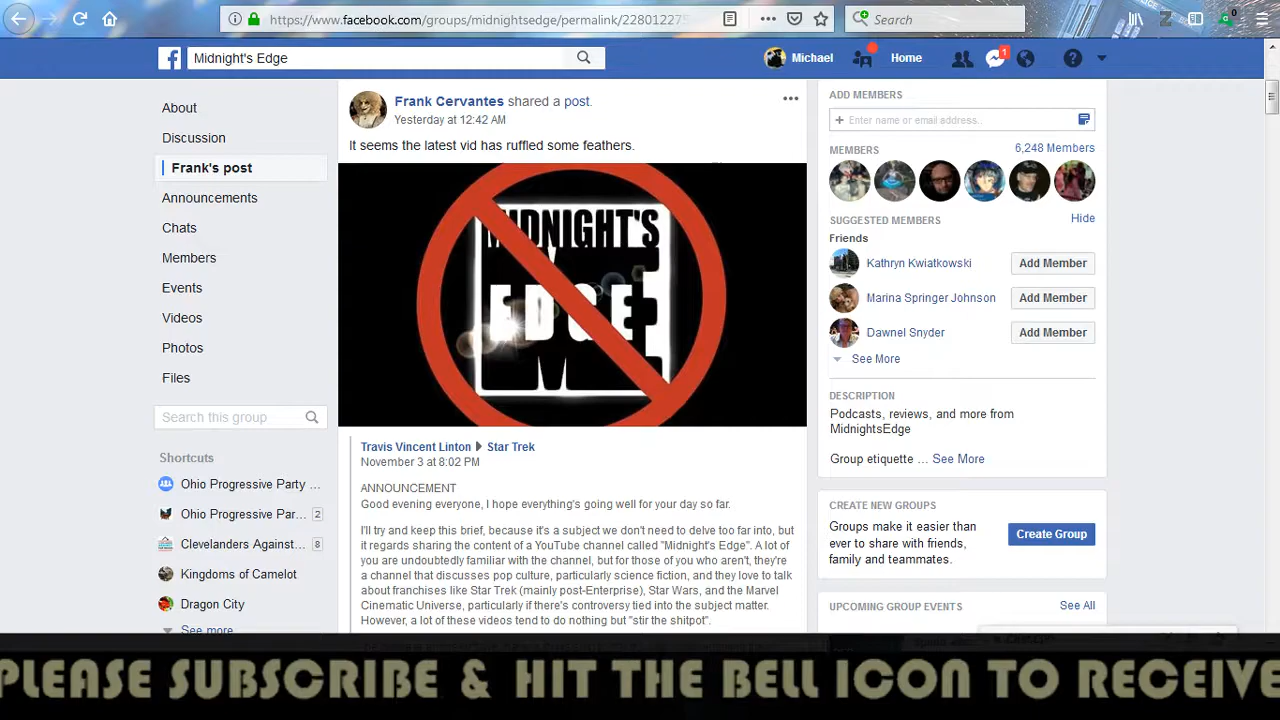 https://www.facebook.com/groups/midnightsedge/permalink/228012275
Search
0
Midnight's Edge
Michael
Home
1
About
Discussion
Frank's post
Announcements
Chats
Members
Events
Videos
Photos
Files
Search this group
Shortcuts
Ohio Progressive Party ...
Ohio Progressive Par... 2
Clevelanders Against... 8
Kingdoms of Camelot
Dragon City
See more
Frank Cervantes shared a post.
Yesterday at 12:42 AM
It seems the latest vid has ruffled some feathers.
MIDNIGHT'S
EDGE
Travis Vincent Linton Star Trek
November 3 at 8:02 PM
ANNOUNCEMENT
Good evening everyone, I hope everything's going well for your day so far.
I'll try and keep this brief, because it's a subject we don't need to delve too far into, but
it regards sharing the content of a YouTube channel called "Midnight's Edge". A lot of
you are undoubtedly familiar with the channel, but for those of you who aren't, they're
a channel that discusses pop culture, particularly science fiction, and they love to talk
about franchises like Star Trek (mainly post-Enterprise), Star Wars, and the Marvel
Cinematic Universe, particularly if there's controversy tied into the subject matter.
However, a lot of these videos tend to do nothing but "stir the shitpot".
ADD MEMBERS
+ Enter name or email address..
MEMBERS 6,248 Members
SUGGESTED MEMBERS Hide
Friends
Kathryn Kwiatkowski Add Member
Marina Springer Johnson Add Member
Dawnel Snyder Add Member
See More
DESCRIPTION
Podcasts, reviews, and more from
MidnightsEdge
Group etiquette ... See More
CREATE NEW GROUPS
Groups make it easier than
ever to share with friends,
family and teammates.
Create Group
UPCOMING GROUP EVENTS See All
PLEASE SUBSCRIBE & HIT THE BELL ICON TO RECEIVE